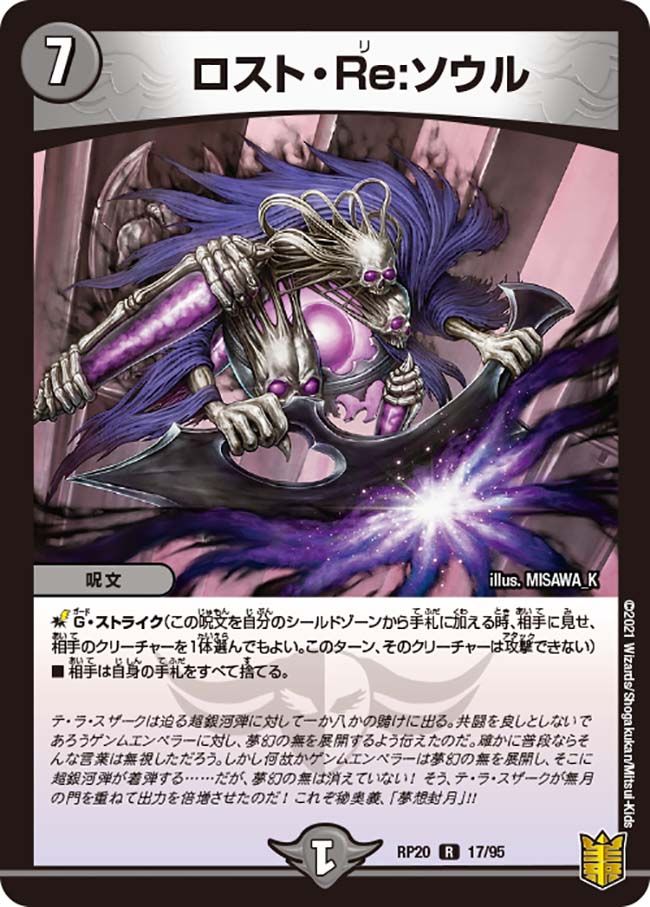 7
ロスト・Re:ソウル
リ
呪文
illus. MISAWA_K
G・ストライク(この呪文を自分のシールドゾーンから手札に加える時、相手に見せ、
相手のクリーチャーを1体選んでもよい。このターン、そのクリーチャーは攻撃できない)
■ 相手は自身の手札をすべて捨てる。
テ・ラ・スザークは迫る超銀河弾に対して一か八かの賭けに出る。共闘を良しとしないで
あろうゲンムエンペラーに対し、夢幻の無を展開するよう伝えたのだ。確かに普段ならそ
んな言葉は無視しただろう。しかし何故かゲンムエンペラーは夢幻の無を展開し、そこに
超銀河弾が着弾する……だが、夢幻の無は消えていない! そう、テ・ラ・スザークが無月
の門を重ねて出力を倍増させたのだ! これぞ秘奥義、「夢想封月」!!
©2021 Wizards/Shogakukan/Mitsui-Kids
1
RP20 R 17/95